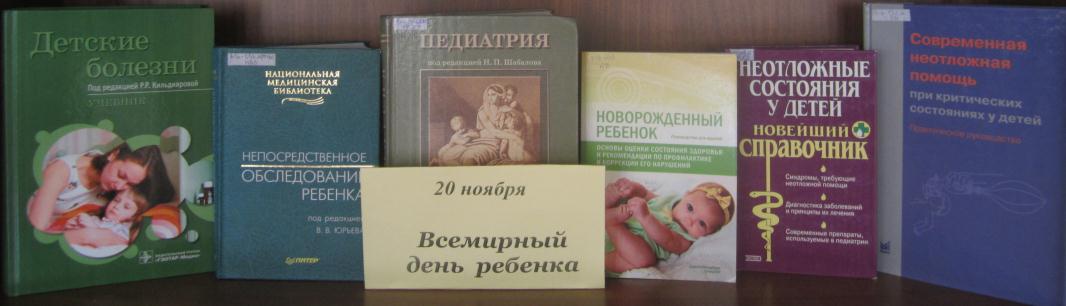 Детские
болезни
Под редакцией Р.Р. Кильдияровой
УЧЕБНИК
«ГЭОТАР-Медиа»
НАЦИОНАЛЬНАЯ
МЕДИЦИНСКАЯ
БИБЛИОТЕКА
НЕПОСРЕДСТВЕННОЕ
ОБСЛЕДОВАНИЕ
РЕБЕНКА
под редакцией
В. В. ЮРЬЕВА
ПИТЕР
ПЕДИАТРИЯ
под редакцией Н. П. Шабалова
20 ноября
Всемирный
день ребенка
НОВОРОЖДЕННЫЙ
РЕБЕНОК
ОСНОВЫ ОЦЕНКИ СОСТОЯНИЯ ЗДОРОВЬЯ
И РЕКОМЕНДАЦИИ ПО ПРОФИЛАКТИКЕ
И КОРРЕКЦИИ ЕГО НАРУШЕНИЙ
НЕОТЛОЖНЫЕ
СОСТОЯНИЯ
У ДЕТЕЙ
НОВЕЙШИЙ
СПРАВОЧНИК
Синдромы, требующие
неотложной помощи
Диагностика заболеваний
и принципы их лечения
Современные препараты,
используемые в педиатрии
Современная
неотложная
помощь
при критических
состояниях у детей
Практическое руководство